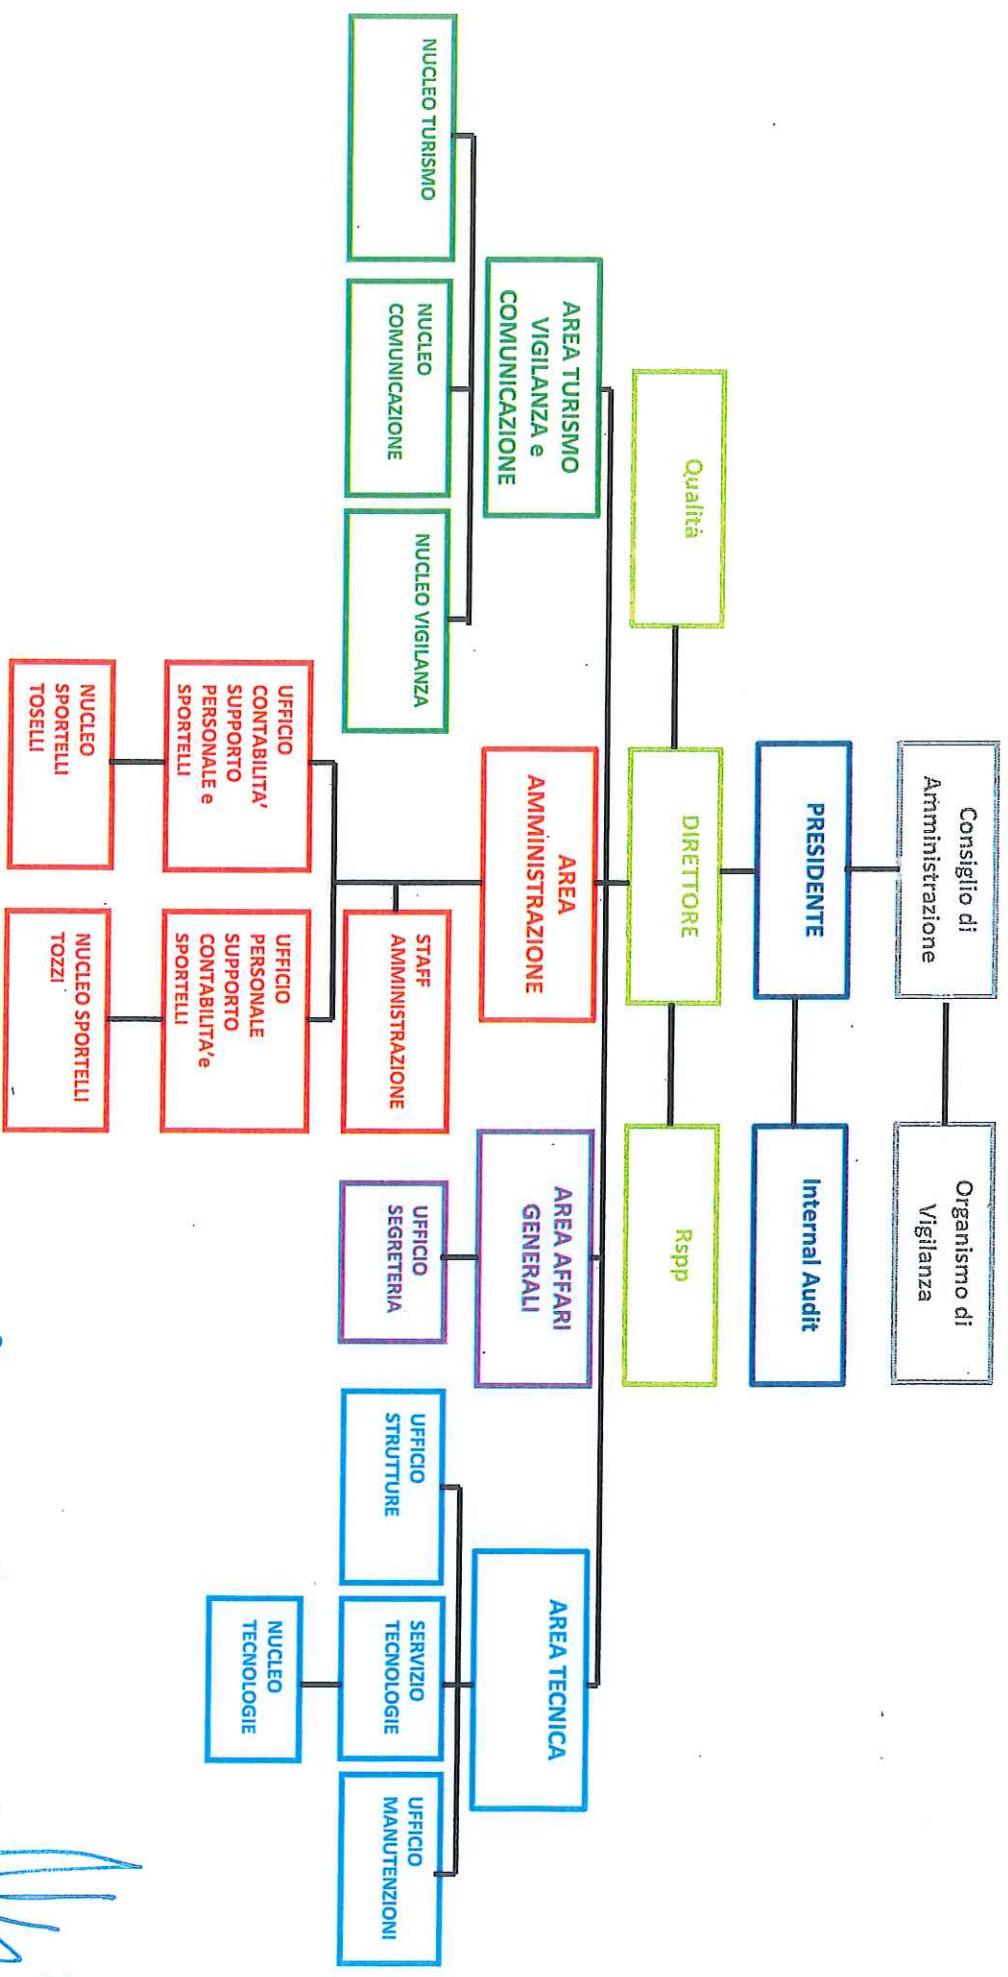 Consiglio di
Amministrazione
Organismo di
Vigilanza
PRESIDENTE
Internal Audit
Qualità
DIRETTORE
Rspp
AREA TURISMO
VIGILANZA e
COMUNICAZIONE
AREA
AMMINISTRAZIONE
AREA AFFARI
GENERALI
AREA TECNICA
NUCLEO TURISMO
NUCLEO
COMUNICAZIONE
NUCLEO VIGILANZA
STAFF
AMMINISTRAZIONE
UFFICIO
SEGRETERIA
UFFICIO
STRUTTURE
SERVIZIO
TECNOLOGIE
UFFICIO
MANUTENZIONI
UFFICIO
CONTABILITA'
SUPPORTO
PERSONALE e
SPORTELLI
UFFICIO
PERSONALE
SUPPORTO
CONTABILITA'e
SPORTELLI
NUCLEO
TECNOLOGIE
NUCLEO
SPORTELLI
TOSELLI
NUCLEO SPORTELLI
TOZZI